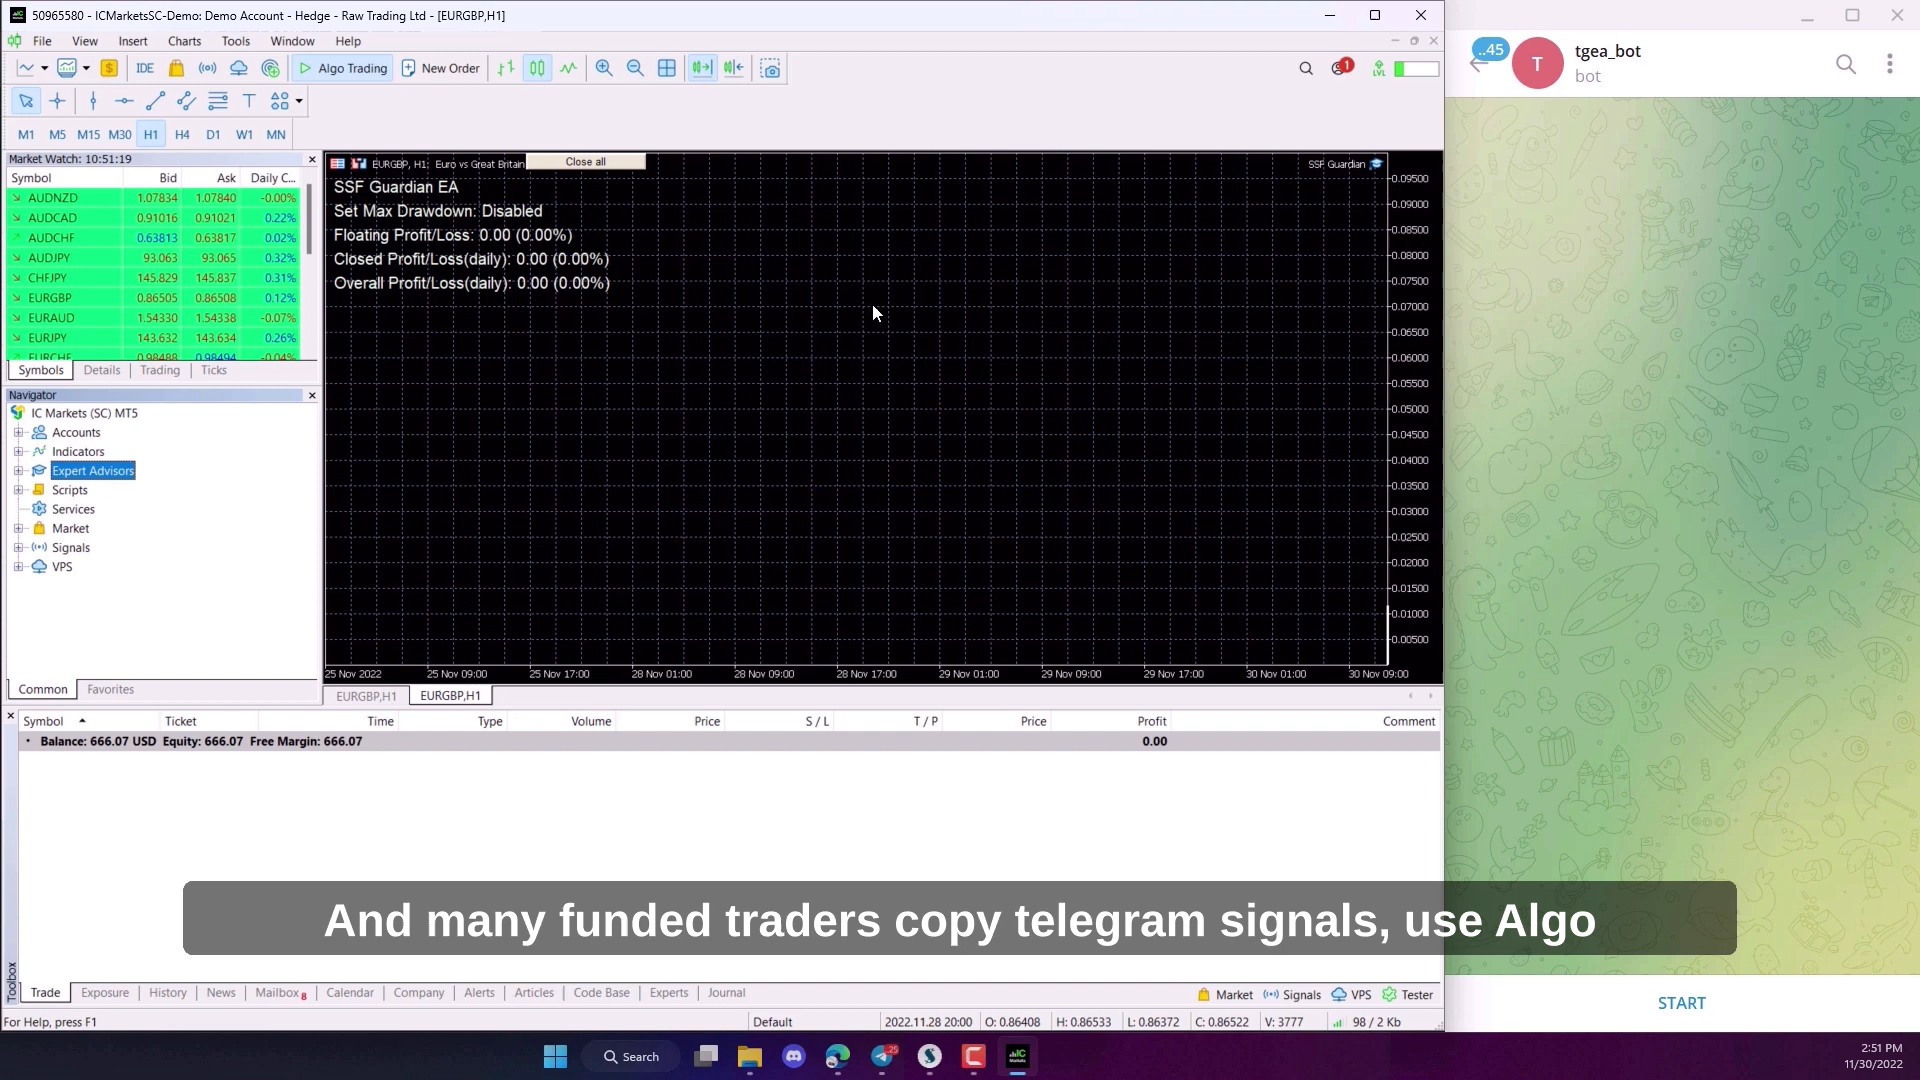 50965580 - ICMarketsSC-Demo: Demo Account - Hedge - Raw Trading Ltd - [EURGBP,H1]
File View Insert Charts Tools Window Help
IDE Algo Trading New Order 1 LVL
M1 M5 M15 M30 H1 H4 D1 W1 MN
Market Watch: 10:51:19
Symbol Bid Ask Daily C...
AUDNZD 1.07834 1.07840 -0.00%
AUDCAD 0.91016 0.91021 0.22%
AUDCHF 0.63813 0.63817 0.02%
AUDJPY 93.063 93.065 0.32%
CHFJPY 145.829 145.837 0.31%
EURGBP 0.86505 0.86508 0.12%
EURAUD 1.54330 1.54338 -0.07%
EURJPY 143.632 143.634 0.26%
EURCHF 0.98488 0.98494 -0.04%
Symbols Details Trading Ticks
Navigator
IC Markets (SC) MT5
Accounts
Indicators
Expert Advisors
Scripts
Services
Market
Signals
VPS
Common Favorites
EURGBP, H1: Euro vs Great Britain
Close all
SSF Guardian
SSF Guardian EA
Set Max Drawdown: Disabled
Floating Profit/Loss: 0.00 (0.00%)
Closed Profit/Loss(daily): 0.00 (0.00%)
Overall Profit/Loss(daily): 0.00 (0.00%)
0.09500
0.09000
0.08500
0.08000
0.07500
0.07000
0.06500
0.06000
0.05500
0.05000
0.04500
0.04000
0.03500
0.03000
0.02500
0.02000
0.01500
0.01000
0.00500
25 Nov 2022 25 Nov 09:00 25 Nov 17:00 28 Nov 01:00 28 Nov 09:00 28 Nov 17:00 29 Nov 01:00 29 Nov 09:00 29 Nov 17:00 30 Nov 01:00 30 Nov 09:00
EURGBP,H1 EURGBP,H1
Symbol Ticket Time Type Volume Price S / L T / P Price Profit Comment
Balance: 666.07 USD Equity: 666.07 Free Margin: 666.07 0.00
And many funded traders copy telegram signals, use Algo
Toolbox
Trade Exposure History News Mailbox 8 Calendar Company Alerts Articles Code Base Experts Journal
Market Signals VPS Tester
For Help, press F1 Default 2022.11.28 20:00 O: 0.86408 H: 0.86533 L: 0.86372 C: 0.86522 V: 3777 98 / 2 Kb
..45
T
tgea_bot
bot
START
Search
25
IC Markets
2:51 PM
11/30/2022